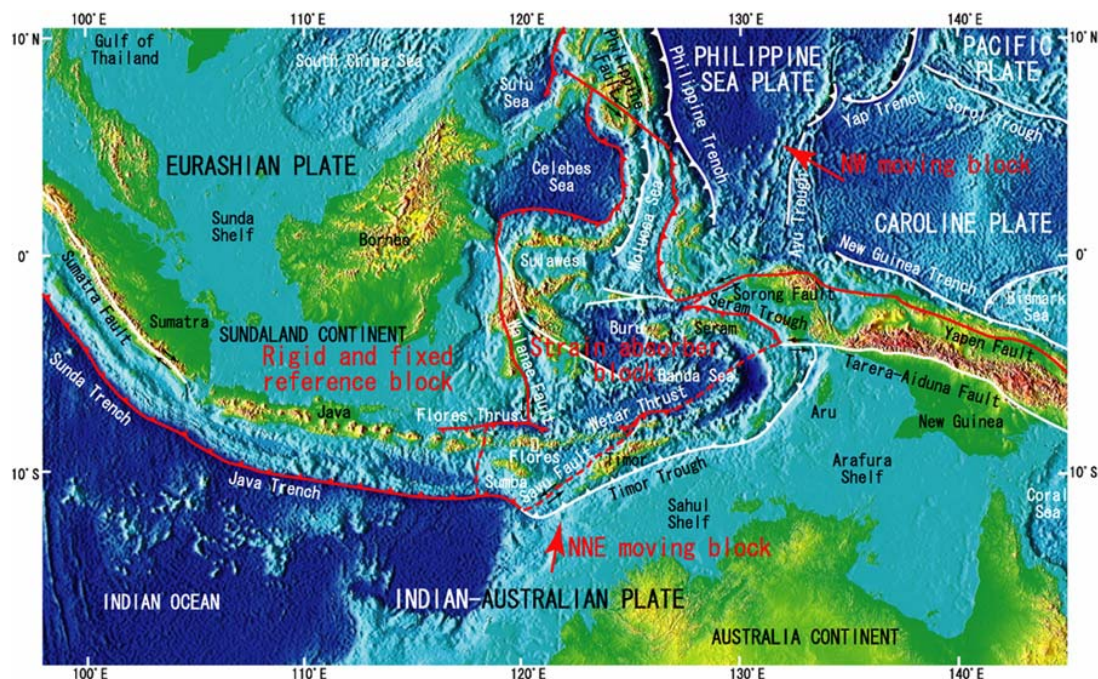 100°E
110°E
120°E
130°E
140°E
10°N
10°N
Gulf of
Thailand
South China Sea
Sulu
Sea
Philippine
Fault
Philippine Trench
PHILIPPINE
SEA PLATE
PACIFIC
PLATE
Yap Trench
Sorol Trough
EURASHIAN PLATE
Celebes
Sea
NW moving block
Sunda
Shelf
Borneo
Molucca Sea
Ayu Trough
CAROLINE PLATE
0°
0°
Sulawesi
New Guinea Trench
Bismark
Sea
Sumatra Fault
Sumatra
SUNDALAND CONTINENT
Rigid and fixed
reference block
Sorong Fault
Seram Trough
Buru
Seram
Strain absorber
block
Banda Sea
Yapen Fault
Tarera-Aiduna Fault
Sunda Trench
Java
Flores Thrust
Wetar Thrust
Aru
New Guinea
Flores
Sumba
Savu Fault
Timor
Timor Trough
10°S
10°S
Java Trench
Arafura
Shelf
Sahul
Shelf
Coral
Sea
NNE moving block
INDIAN OCEAN
INDIAN-AUSTRALIAN PLATE
AUSTRALIA CONTINENT
100°E
110°E
120°E
130°E
140°E